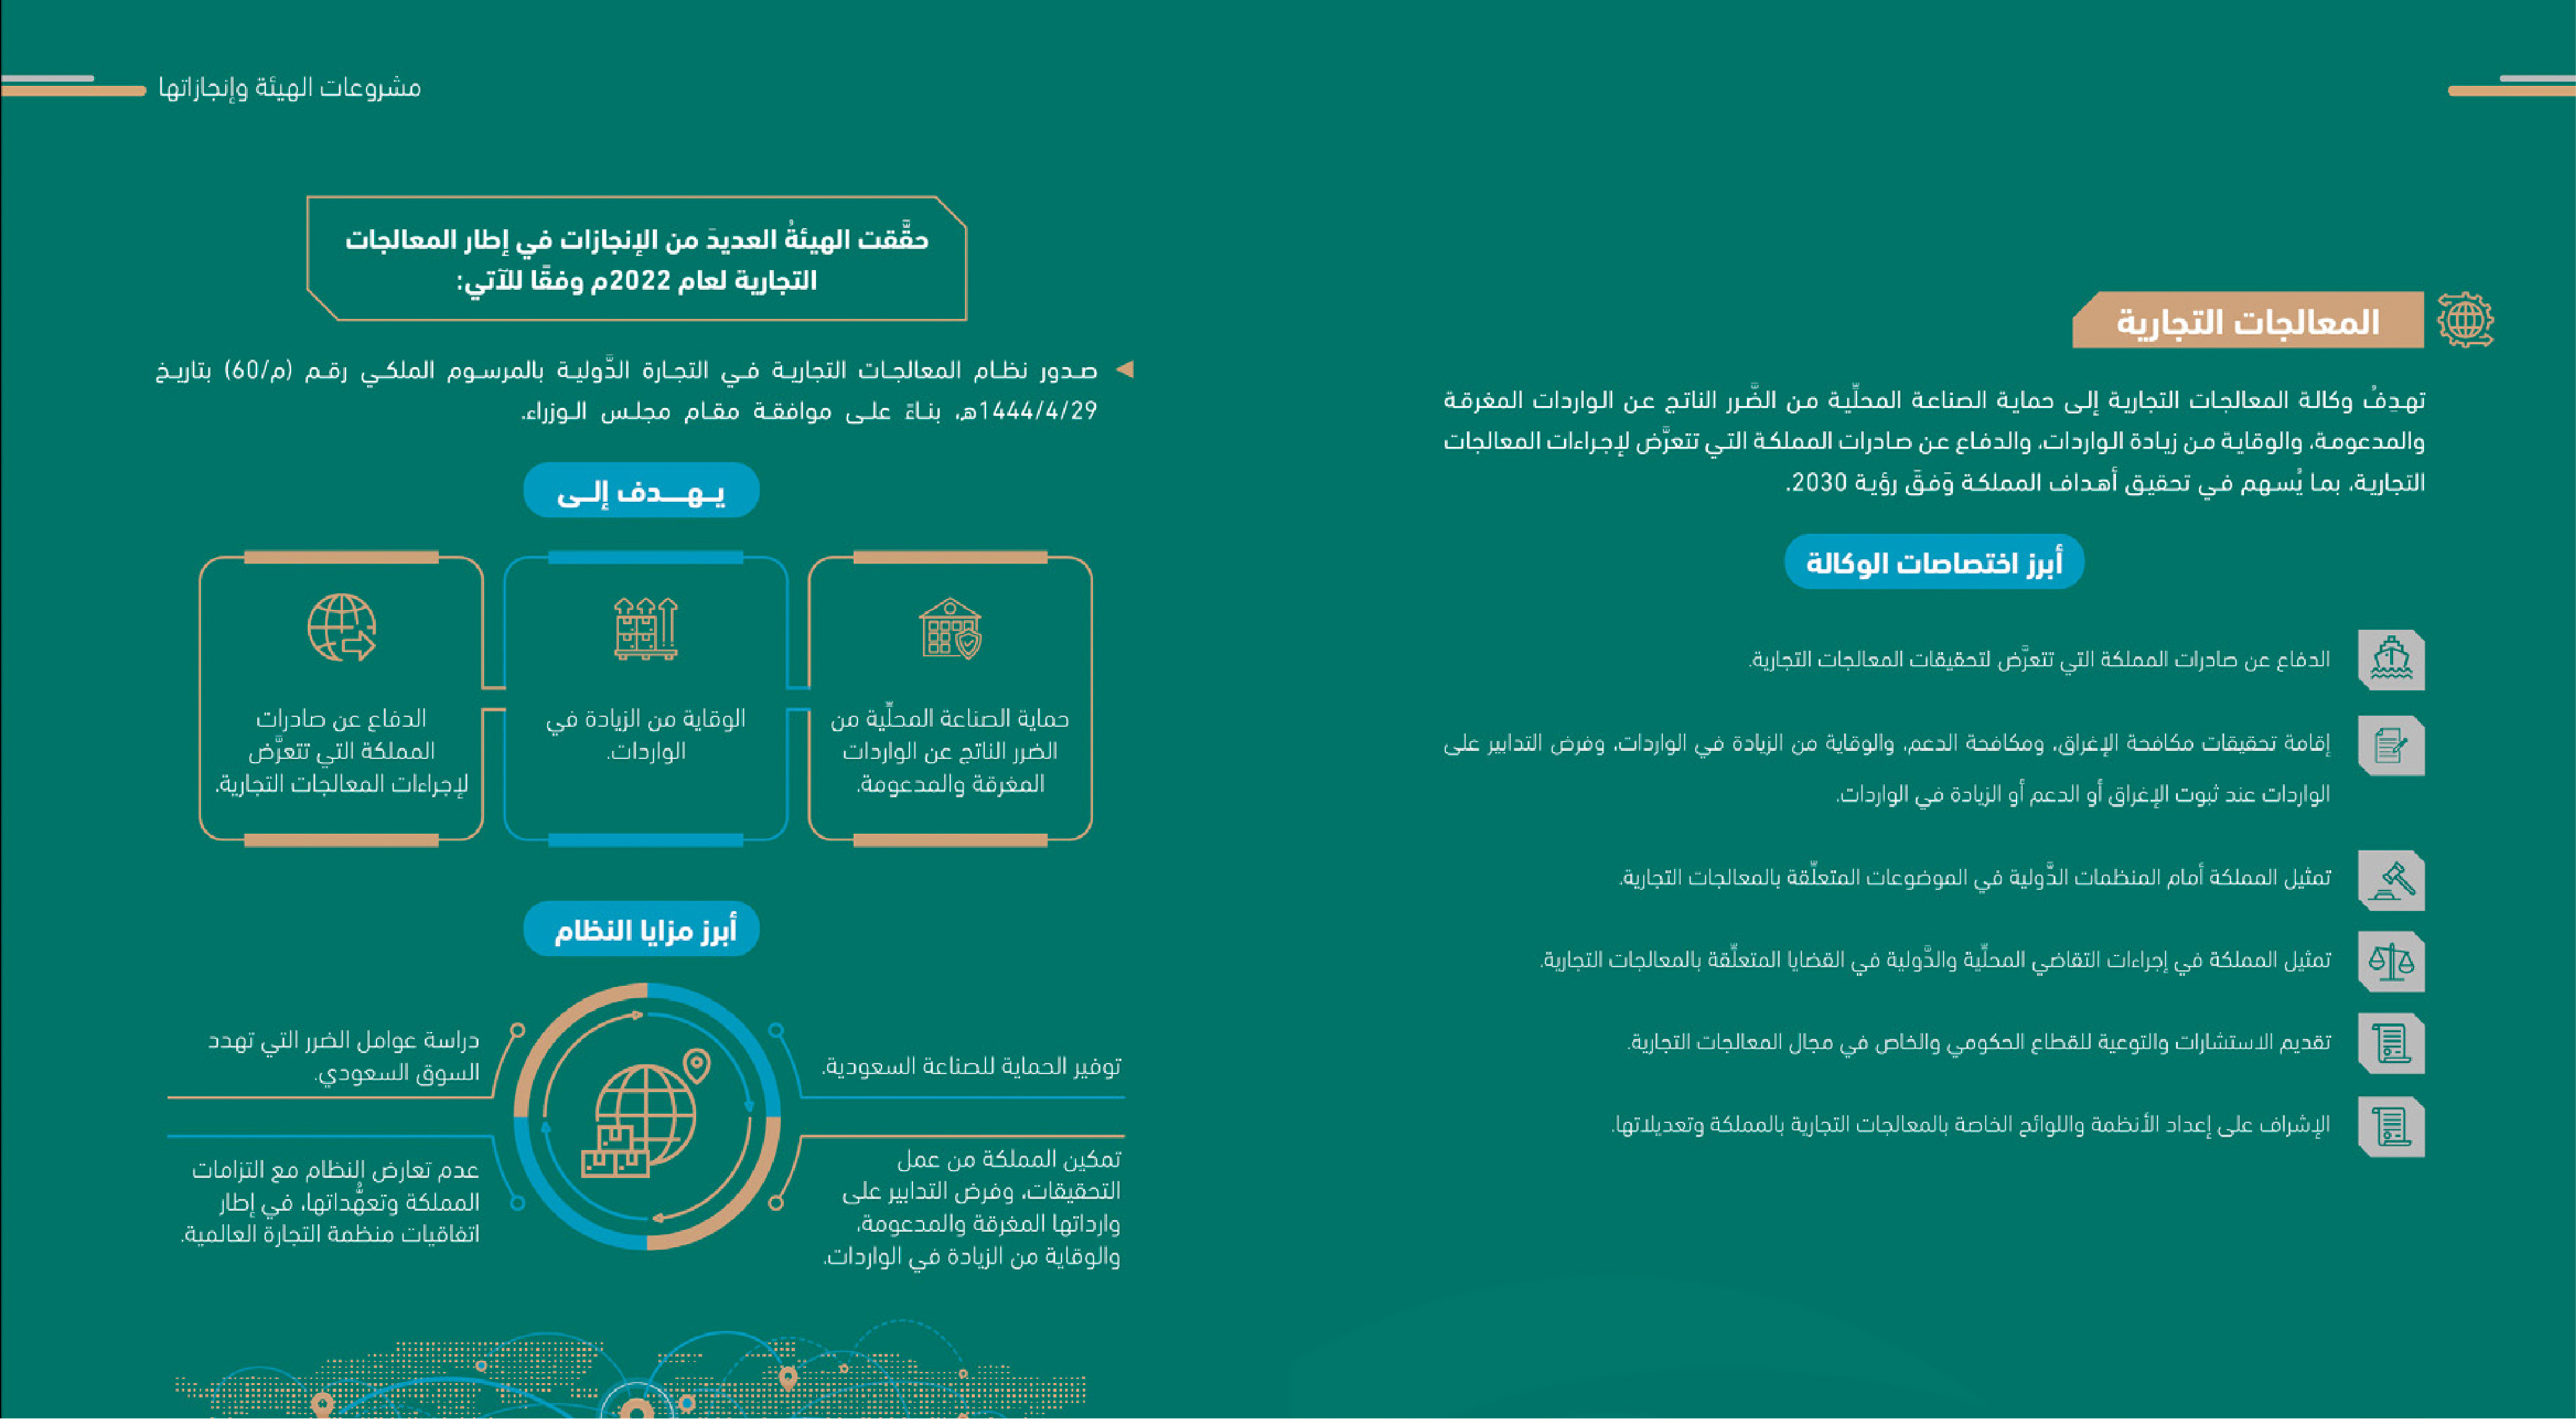 مشروعات الهيئة وإنجازاتها
المعالجات التجارية
تهدِفُ وكالة المعالجات التجارية إلى حماية الصناعة المحلِّية من الضَّرر الناتج عن الواردات المغرقة
والمدعومة، والوقاية من زيادة الواردات، والدفاع عن صادرات المملكة التي تتعرَّض لإجراءات المعالجات
التجارية، بما يُسهم في تحقيق أهداف المملكة وَفقَ رؤية 2030.
أبرز اختصاصات الوكالة
الدفاع عن صادرات المملكة التي تتعرَّض لتحقيقات المعالجات التجارية.
إقامة تحقيقات مكافحة الإغراق، ومكافحة الدعم، والوقاية من الزيادة في الواردات، وفرض التدابير على
الواردات عند ثبوت الإغراق أو الدعم أو الزيادة في الواردات.
تمثيل المملكة أمام المنظمات الدَّولية في الموضوعات المتعلِّقة بالمعالجات التجارية.
تمثيل المملكة في إجراءات التقاضي المحلِّية والدَّولية في القضايا المتعلِّقة بالمعالجات التجارية.
تقديم الاستشارات والتوعية للقطاع الحكومي والخاص في مجال المعالجات التجارية.
الإشراف على إعداد الأنظمة واللوائح الخاصة بالمعالجات التجارية بالمملكة وتعديلاتها.
حقَّقت الهيئةُ العديدَ من الإنجازات في إطار المعالجات
التجارية لعام 2022م وفقًا للآتي:
صدور نظام المعالجات التجارية في التجارة الدَّولية بالمرسوم الملكي رقم (م/60) بتاريخ
1444/4/29هـ، بناءً على موافقة مقام مجلس الوزراء.
يـهـــدف إلــى
حماية الصناعة المحلِّية من
الضرر الناتج عن الواردات
المغرقة والمدعومة.
الوقاية من الزيادة في
الواردات.
الدفاع عن صادرات
المملكة التي تتعرَّض
لإجراءات المعالجات التجارية.
أبرز مزايا النظام
توفير الحماية للصناعة السعودية.
دراسة عوامل الضرر التي تهدد
السوق السعودي.
تمكين المملكة من عمل
التحقيقات، وفرض التدابير على
وارداتها المغرقة والمدعومة،
والوقاية من الزيادة في الواردات.
عدم تعارض النظام مع التزامات
المملكة وتعهُّداتها، في إطار
اتفاقيات منظمة التجارة العالمية.